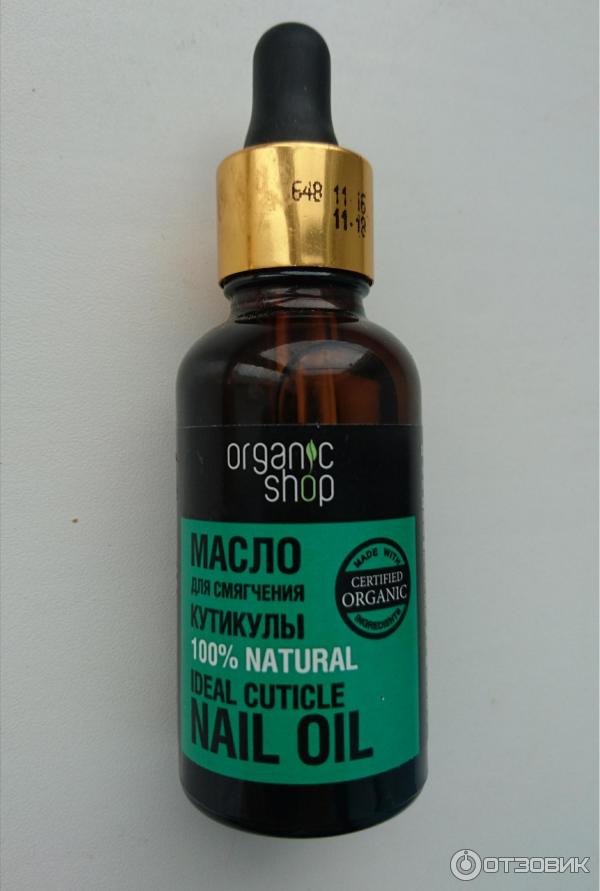 648 11.16
11.18
organic
shop
МАСЛО
ДЛЯ СМЯГЧЕНИЯ
КУТИКУЛЫ
100% NATURAL
IDEAL CUTICLE
NAIL OIL
MADE WITH
CERTIFIED
ORGANIC
INGREDIENTS
ОТЗОВИК